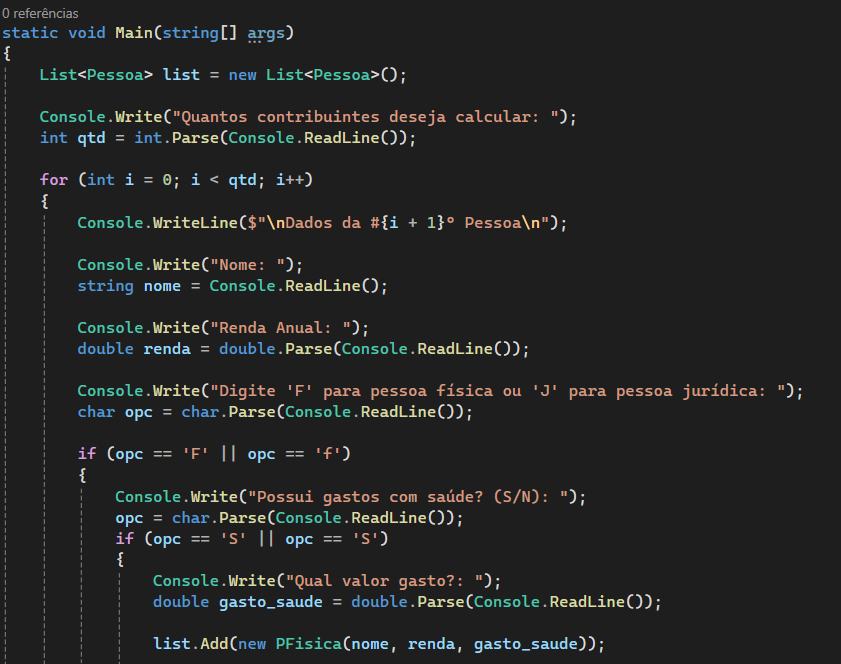 0 referências
static void Main(string[] args)
{
List<Pessoa> list = new List<Pessoa>();
Console.Write("Quantos contribuintes deseja calcular: ");
int qtd = int.Parse(Console.ReadLine());
for (int i = 0; i < qtd; i++)
{
Console.WriteLine($"\nDados da #{i + 1}° Pessoa\n");
Console.Write("Nome: ");
string nome = Console.ReadLine();
Console.Write("Renda Anual: ");
double renda = double.Parse(Console.ReadLine());
Console.Write("Digite 'F' para pessoa física ou 'J' para pessoa jurídica: ");
char opc = char.Parse(Console.ReadLine());
if (opc == 'F' || opc == 'f')
{
Console.Write("Possui gastos com saúde? (S/N): ");
opc = char.Parse(Console.ReadLine());
if (opc == 'S' || opc == 'S')
{
Console.Write("Qual valor gasto?: ");
double gasto_saude = double.Parse(Console.ReadLine());
list.Add(new PFisica(nome, renda, gasto_saude));